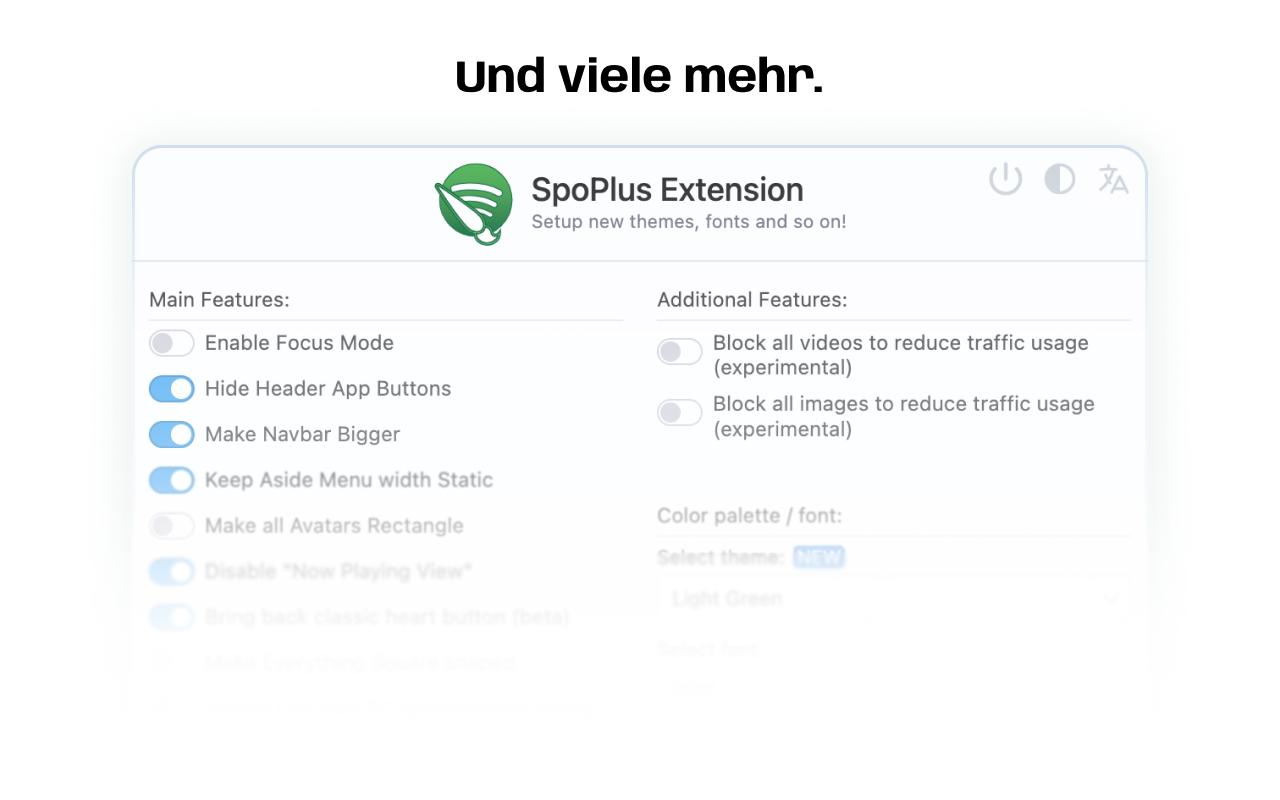 Und viele mehr.
SpoPlus Extension
Setup new themes, fonts and so on!
Main Features:
Enable Focus Mode
Hide Header App Buttons
Make Navbar Bigger
Keep Aside Menu width Static
Make all Avatars Rectangle
Disable "Now Playing View"
Bring back classic heart button (beta)
Make Everything Square shaped
Additional Features:
Block all videos to reduce traffic usage
(experimental)
Block all images to reduce traffic usage
(experimental)
Color palette / font:
Select theme: NEW
Light Green
Select font